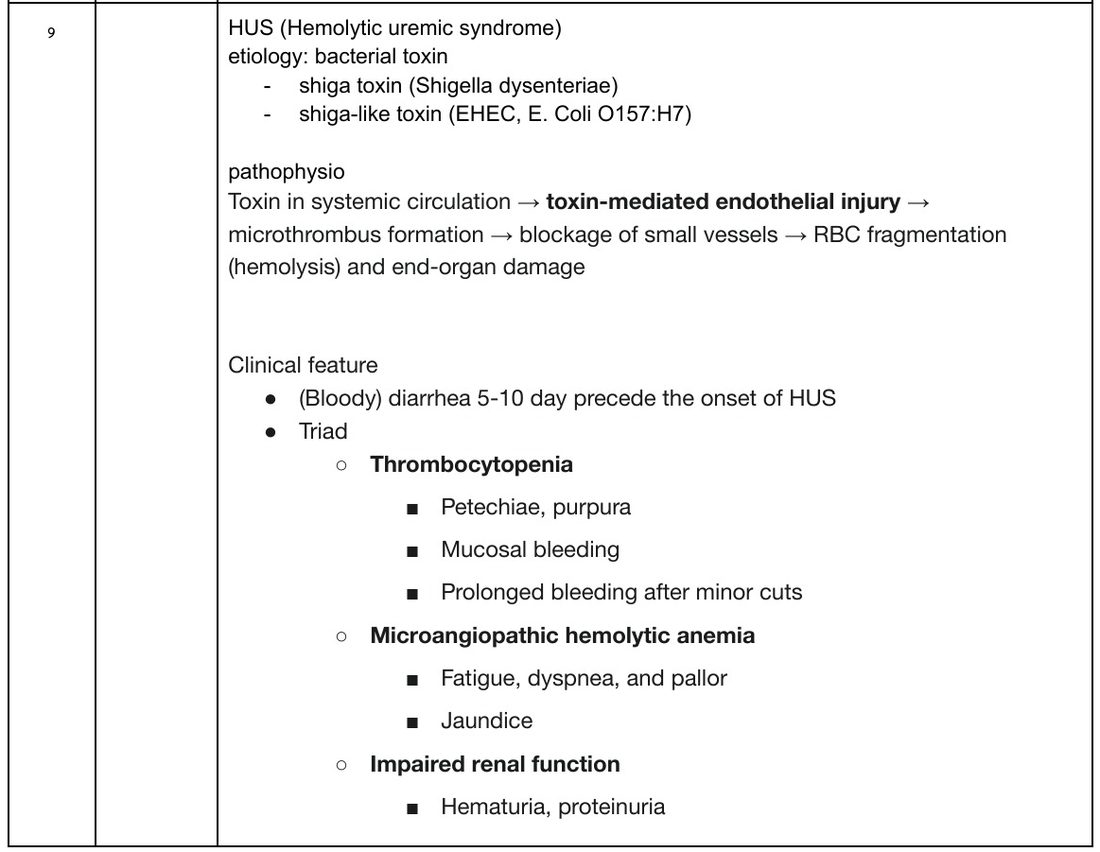 9
HUS (Hemolytic uremic syndrome)
etiology: bacterial toxin
- shiga toxin (Shigella dysenteriae)
- shiga-like toxin (EHEC, E. Coli O157:H7)
pathophysio
Toxin in systemic circulation → toxin-mediated endothelial injury →
microthrombus formation → blockage of small vessels → RBC fragmentation
(hemolysis) and end-organ damage
Clinical feature
● (Bloody) diarrhea 5-10 day precede the onset of HUS
● Triad
○ Thrombocytopenia
■ Petechiae, purpura
■ Mucosal bleeding
■ Prolonged bleeding after minor cuts
○ Microangiopathic hemolytic anemia
■ Fatigue, dyspnea, and pallor
■ Jaundice
○ Impaired renal function
■ Hematuria, proteinuria